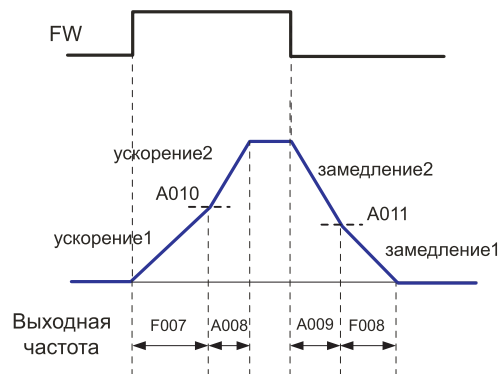 FW
ускорение2
замедление2
A010
A011
ускорение1
замедление1
Выходная
частота
F007
A008
A009
F008